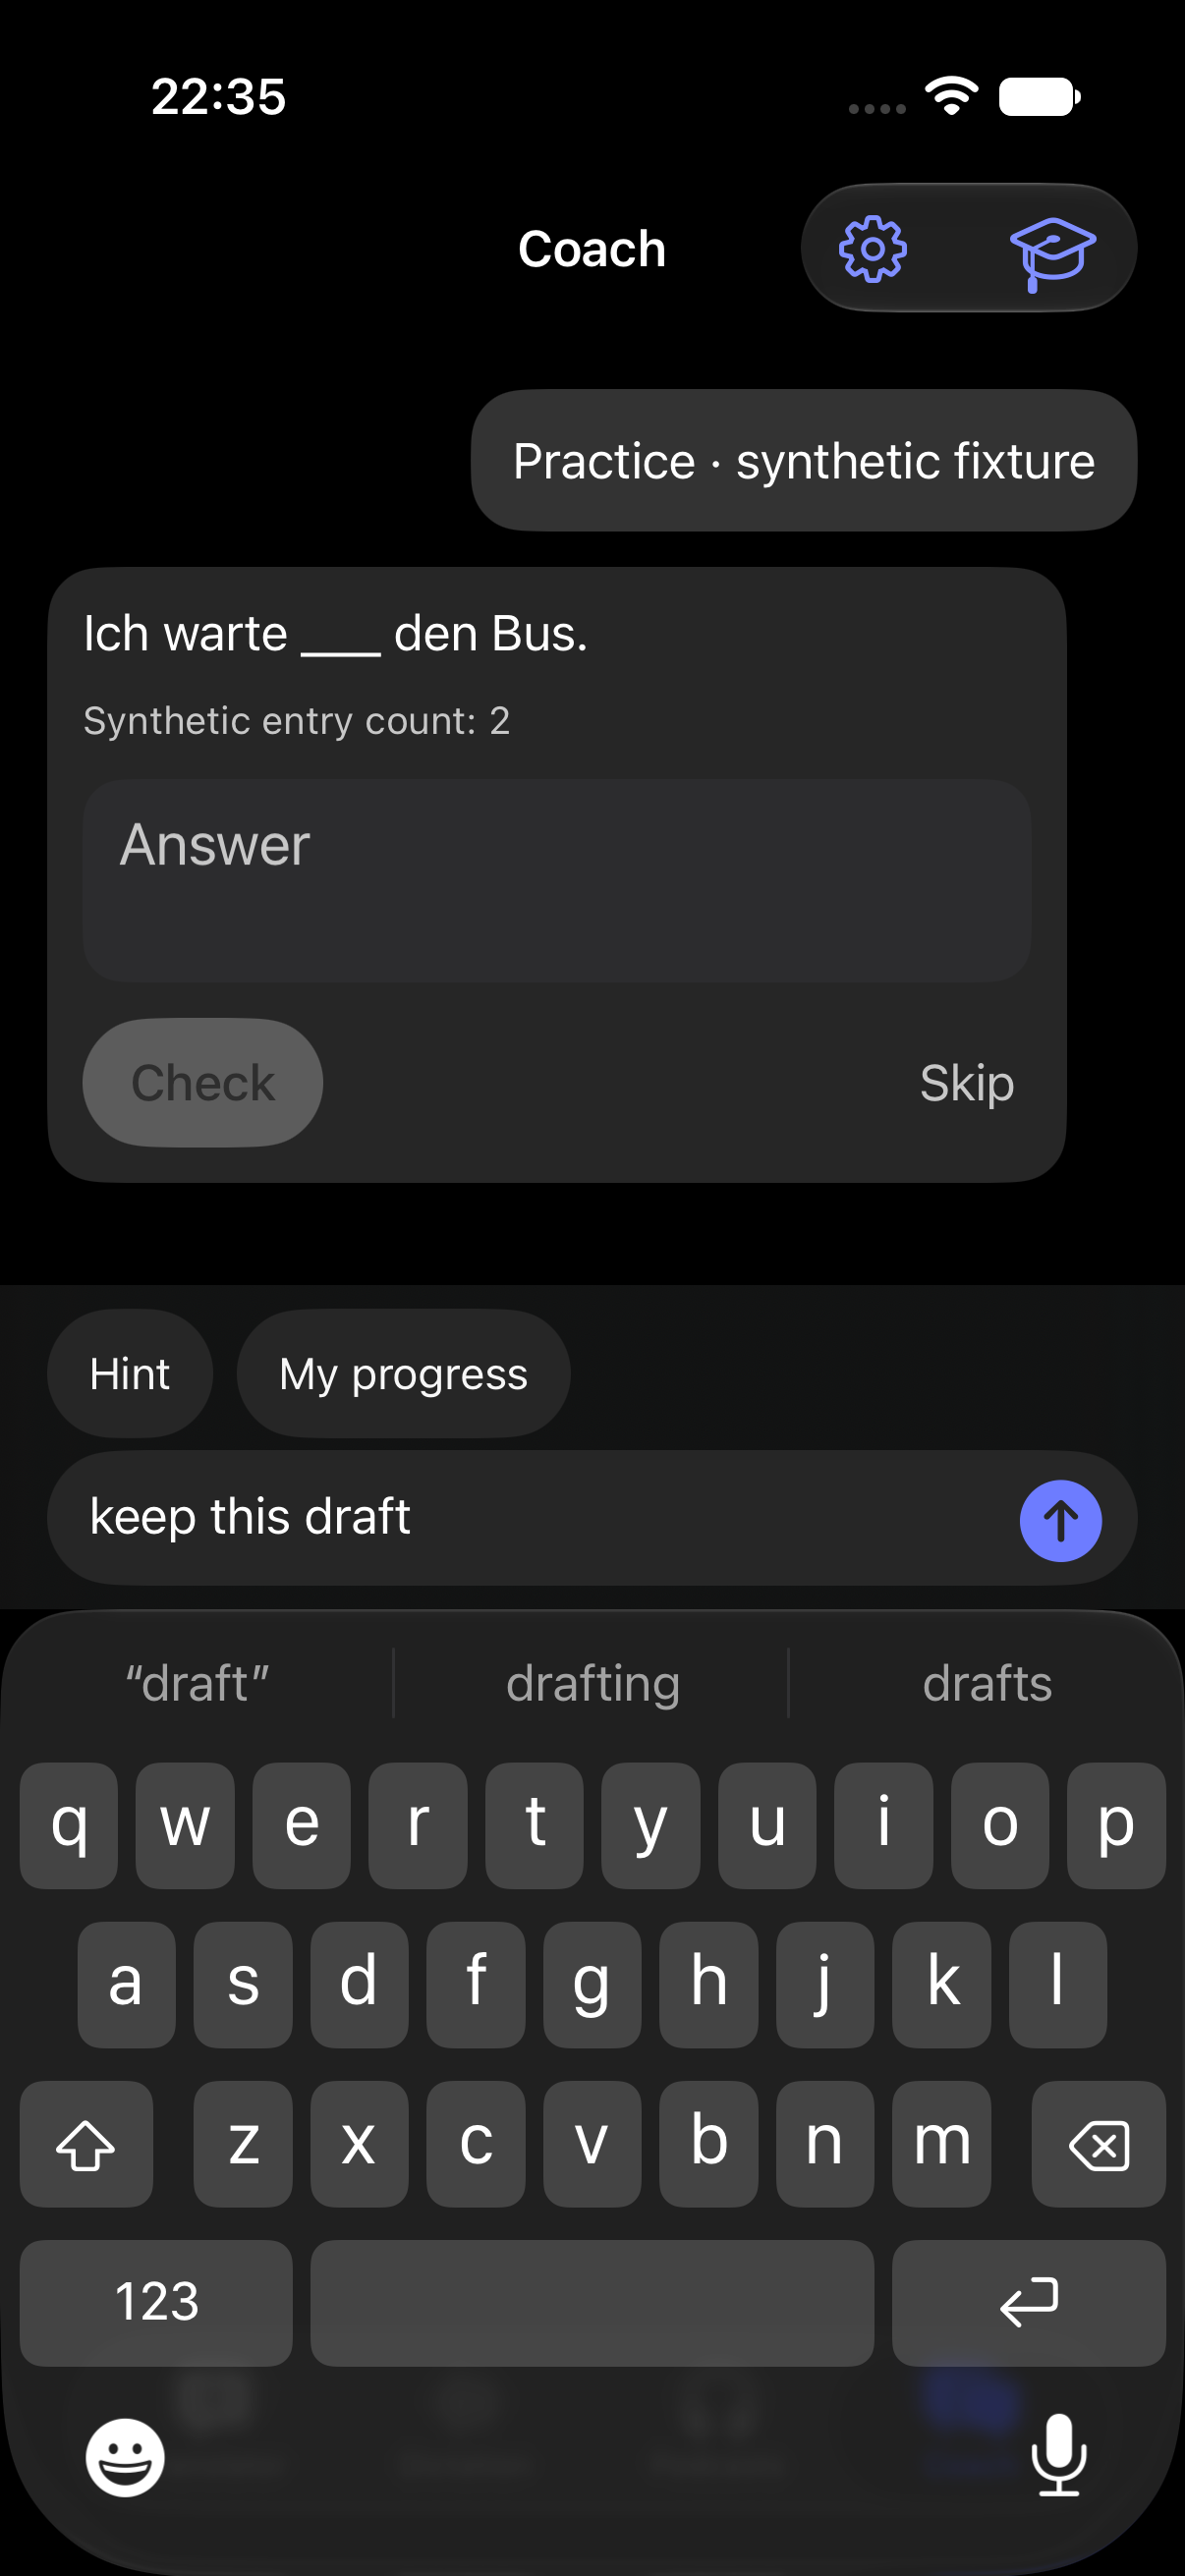 22:35
Coach
Practice · synthetic fixture
Ich warte ____ den Bus.
Synthetic entry count: 2
Answer
Check
Skip
Hint
My progress
keep this draft
“draft”
drafting
drafts
q w e r t y u i o p
a s d f g h j k l
z x c v b n m
123